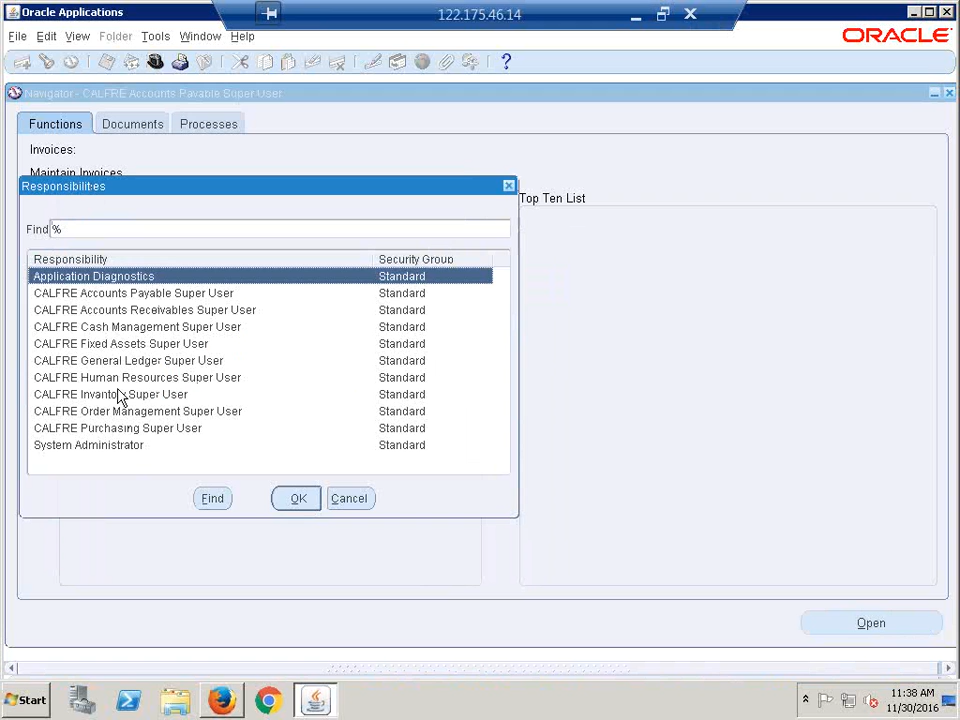 Oracle Applications
122.175.46.14
File Edit View Folder Tools Window Help
ORACLE
Navigator - CALFRE Accounts Payable Super User
Functions Documents Processes
Invoices:
Maintain Invoices
Responsibilities
Top Ten List
Find %
Responsibility Security Group
Application Diagnostics Standard
CALFRE Accounts Payable Super User Standard
CALFRE Accounts Receivables Super User Standard
CALFRE Cash Management Super User Standard
CALFRE Fixed Assets Super User Standard
CALFRE General Ledger Super User Standard
CALFRE Human Resources Super User Standard
CALFRE Inventory Super User Standard
CALFRE Order Management Super User Standard
CALFRE Purchasing Super User Standard
System Administrator Standard
Find OK Cancel
Open
Start
11:38 AM
11/30/2016